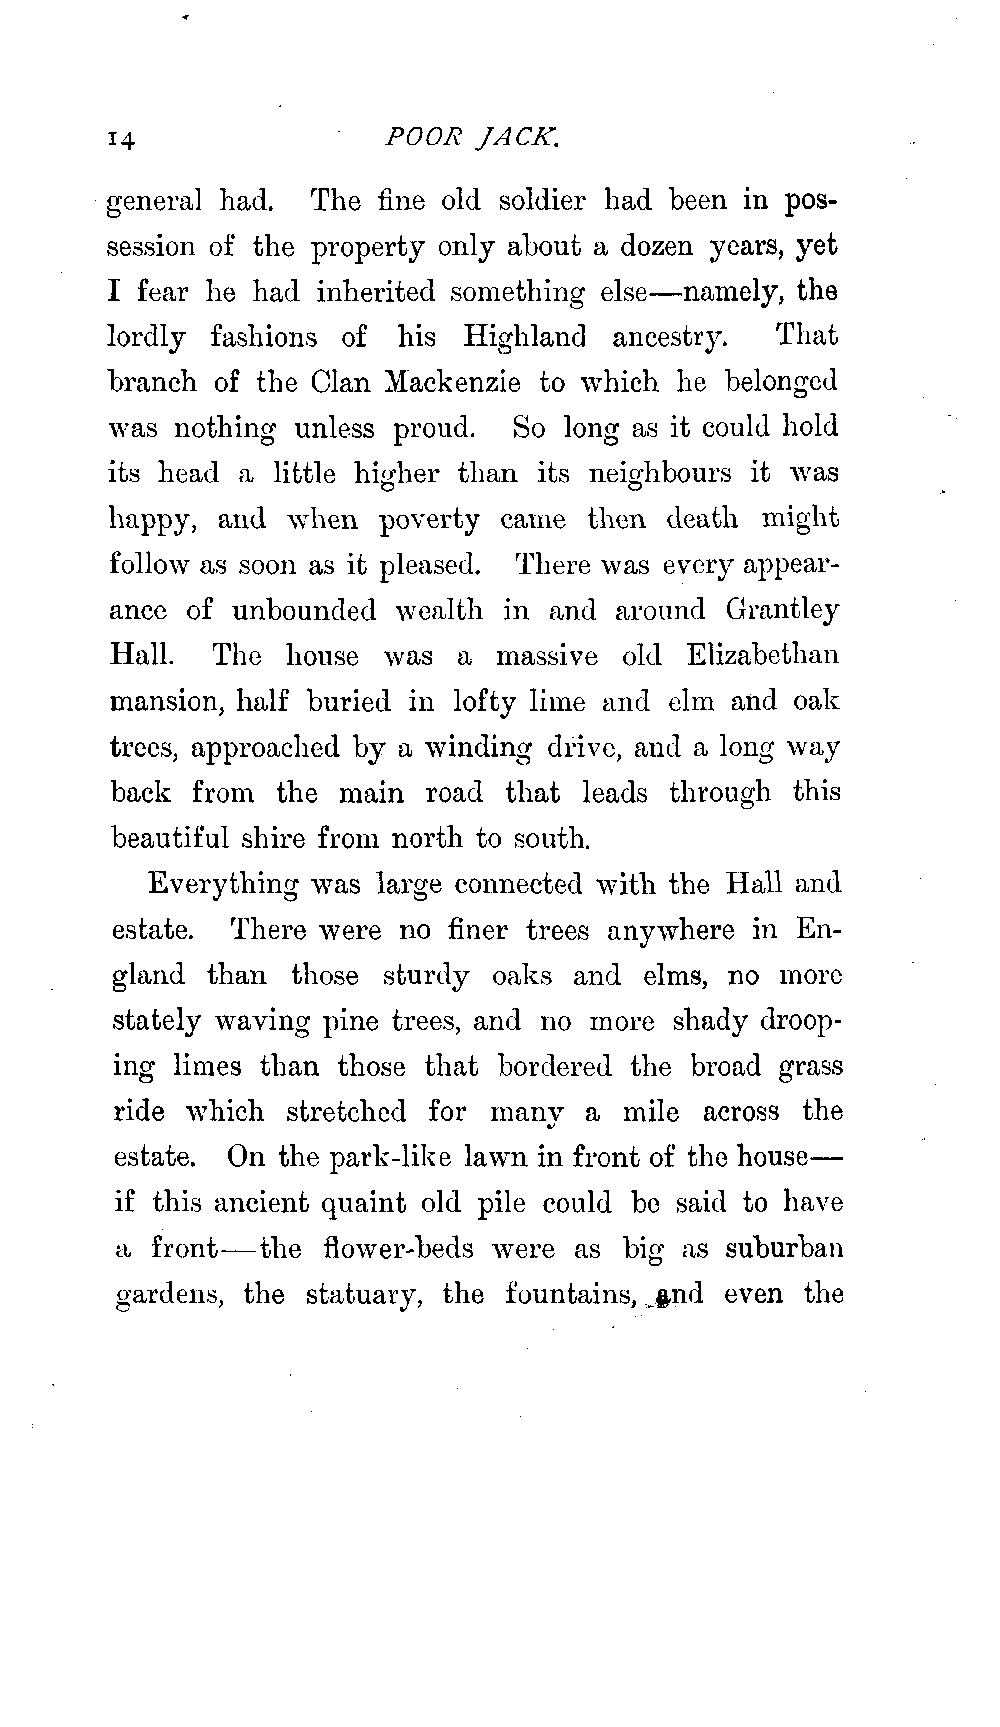 14 POOR JACK.
general had. The fine old soldier had been in pos-
session of the property only about a dozen years, yet
I fear he had inherited something else—namely, the
lordly fashions of his Highland ancestry. That
branch of the Clan Mackenzie to which he belonged
was nothing unless proud. So long as it could hold
its head a little higher than its neighbours it was
happy, and when poverty came then death might
follow as soon as it pleased. There was every appear-
ance of unbounded wealth in and around Grantley
Hall. The house was a massive old Elizabethan
mansion, half buried in lofty lime and elm and oak
trees, approached by a winding drive, and a long way
back from the main road that leads through this
beautiful shire from north to south.
Everything was large connected with the Hall and
estate. There were no finer trees anywhere in En-
gland than those sturdy oaks and elms, no more
stately waving pine trees, and no more shady droop-
ing limes than those that bordered the broad grass
ride which stretched for many a mile across the
estate. On the park-like lawn in front of the house—
if this ancient quaint old pile could be said to have
a front—the flower-beds were as big as suburban
gardens, the statuary, the fountains, and even the